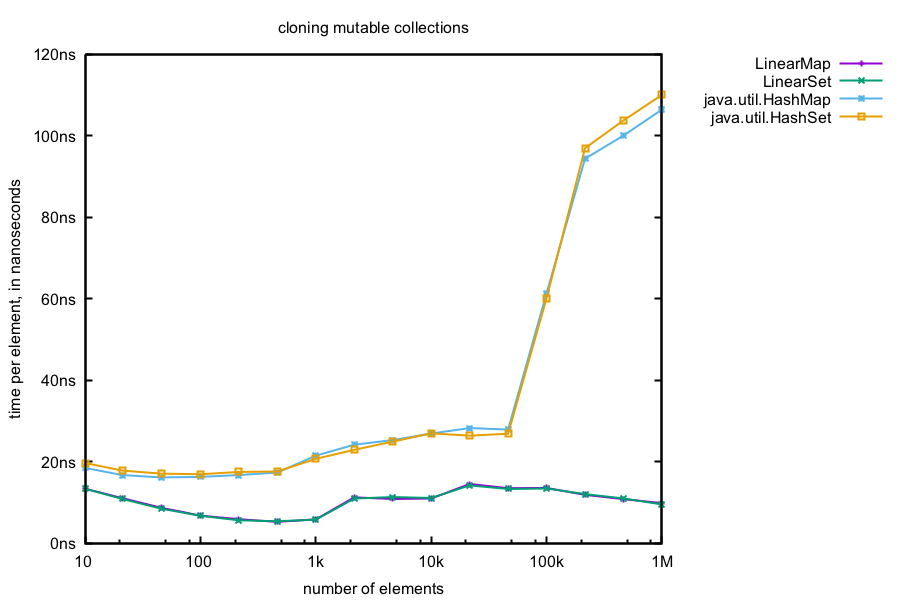 cloning mutable collections
LinearMap
LinearSet
java.util.HashMap
java.util.HashSet
120ns
100ns
80ns
60ns
40ns
20ns
0ns
time per element, in nanoseconds
10 100 1k 10k 100k 1M
number of elements